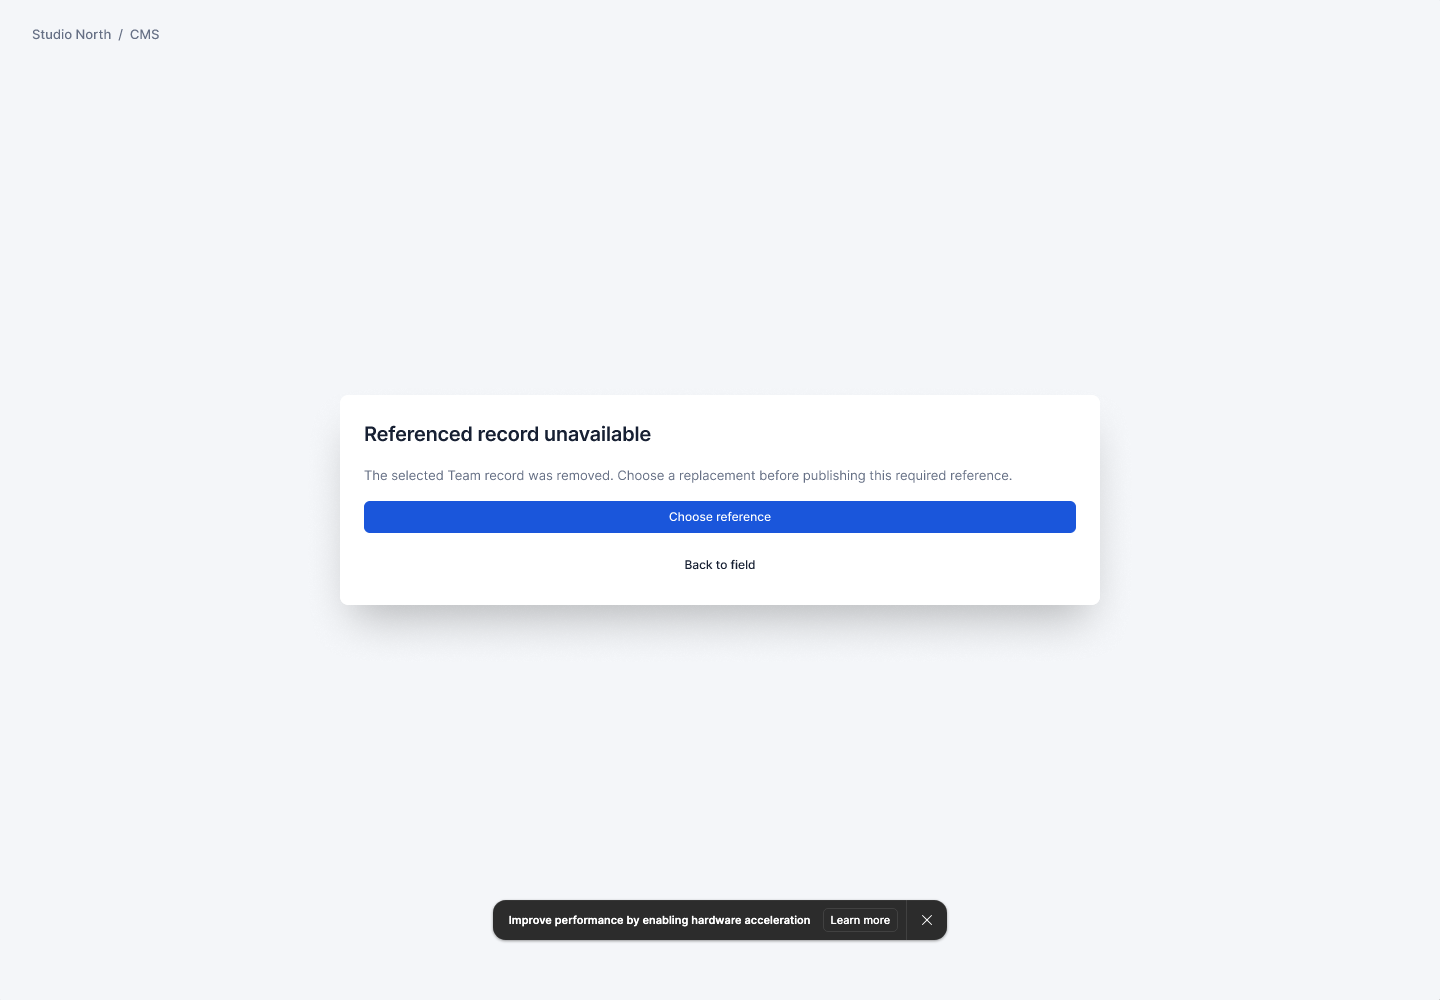 Studio North / CMS
Referenced record unavailable
The selected Team record was removed. Choose a replacement before publishing this required reference.
Choose reference
Back to field
Improve performance by enabling hardware acceleration Learn more